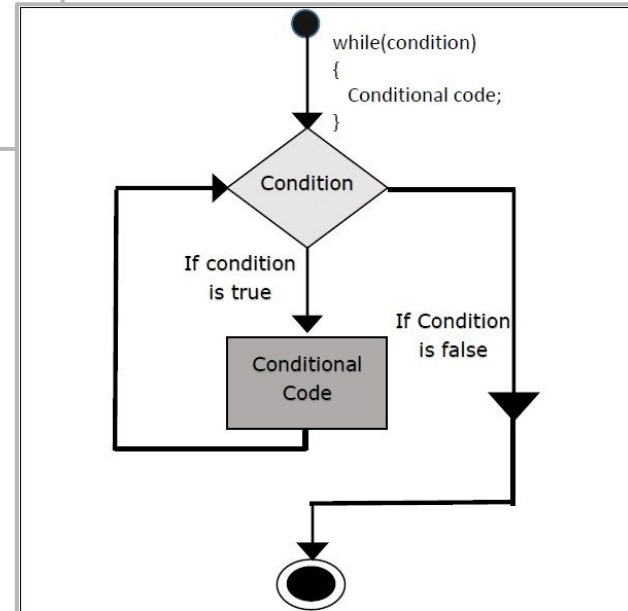 while(condition)
{
Conditional code;
}
Condition
If condition
is true
If Condition
is false
Conditional
Code